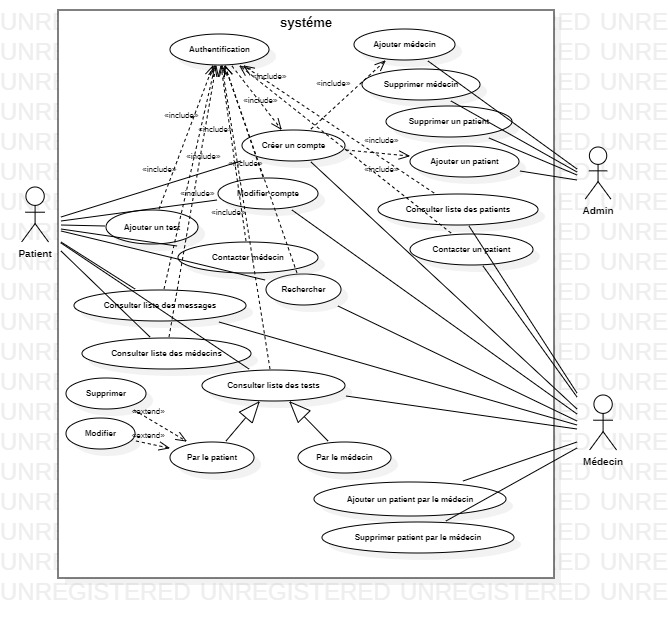 systéme
Authentification
Ajouter médecin
«include»
«include»
Supprimer médecin
«include»
«include»
Supprimer un patient
«include»
Créer un compte
«include»
«include»
«include»
Ajouter un patient
Admin
«include»
«include»
«include»
Modifier compte
Consulter liste des patients
«include»
Ajouter un test
Patient
Contacter médecin
Contacter un patient
Rechercher
Consulter liste des messages
Consulter liste des médecins
Consulter liste des tests
Supprimer
«extend»
Modifier
«extend»
Par le patient
Par le médecin
Médecin
Ajouter un patient par le médecin
Supprimer patient par le médecin
UNREGISTERED UNREGISTERED UNREGISTERED UNRE